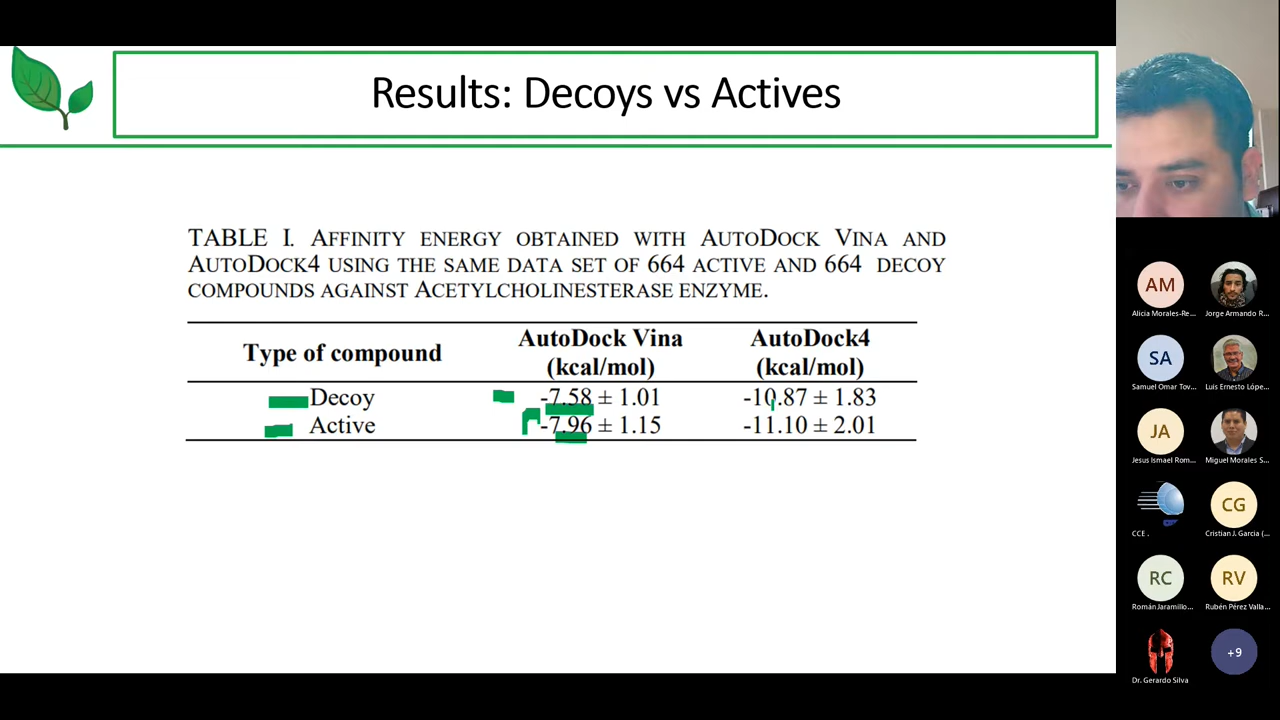 Results: Decoys vs Actives
TABLE I. AFFINITY ENERGY OBTAINED WITH AUTODOCK VINA AND
AUTODOCK4 USING THE SAME DATA SET OF 664 ACTIVE AND 664 DECOY
COMPOUNDS AGAINST ACETYLCHOLINESTERASE ENZYME.
Type of compound
AutoDock Vina
(kcal/mol)
AutoDock4
(kcal/mol)
Decoy -7.58 ± 1.01 -10.87 ± 1.83
Active -7.96 ± 1.15 -11.10 ± 2.01
AM
Alicia Morales-Re... Jorge Armando R...
SA
Samuel Omar Tov... Luis Ernesto Lópe...
JA
Jesus Ismael Rom... Miguel Morales S...
CG
CCE . Cristian J. Garcia (...
RC RV
Román Jaramillo... Rubén Pérez Valla...
+9
Dr. Gerardo Silva